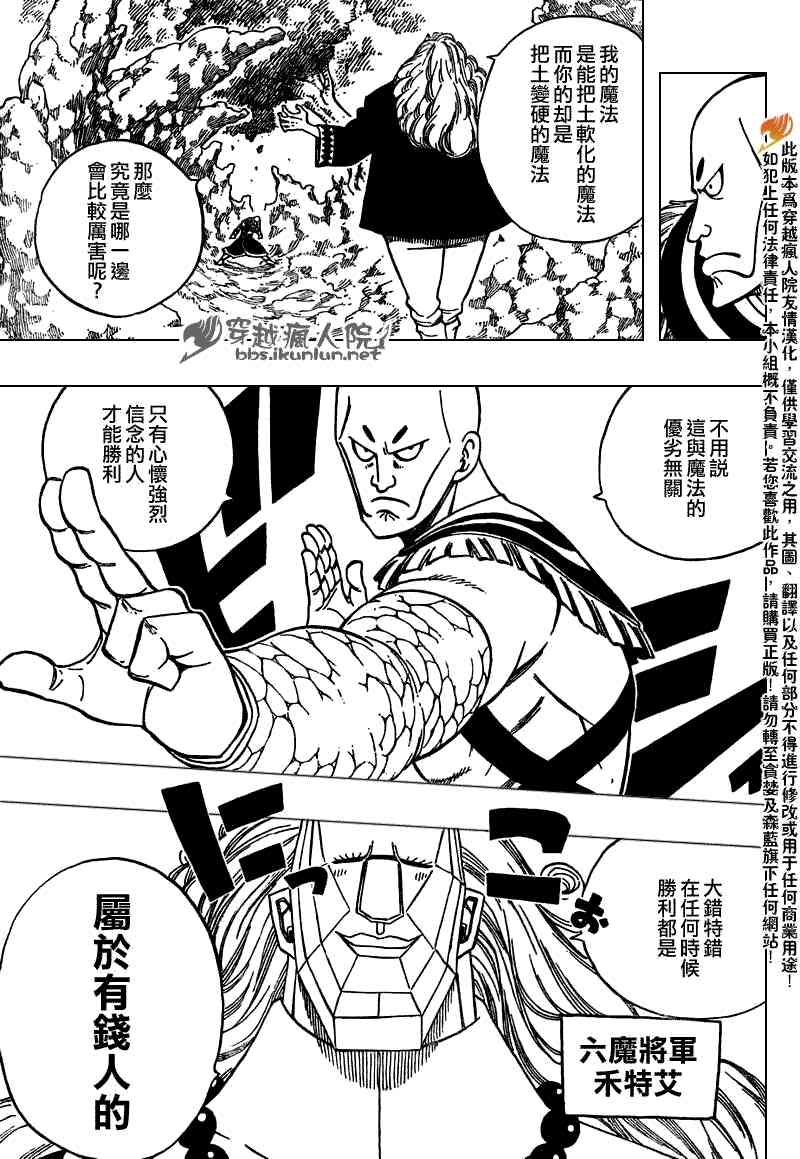 我的魔法
是能把土軟化的魔法
而你的却是
把土變硬的魔法
那麼
究竟是哪一邊
會比較厲害呢？
穿越瘋人院
bbs.ikunlun.net
不用說
這與魔法的
優劣無關
只有心懷強烈
信念的人
才能勝利
大錯特錯
在任何時候
勝利都是
屬於有錢人的
六魔將軍
禾特艾
ドドン
此版本爲穿越瘋人院友情漢化，僅供學習交流之用，其圖、翻譯以及任何部分不得進行修改或用于任何商業用途！
如犯上任何法律責任，本小組概不負責。若您喜歡此作品，請購買正版！請勿轉至貪婪及森藍旗下任何網站！